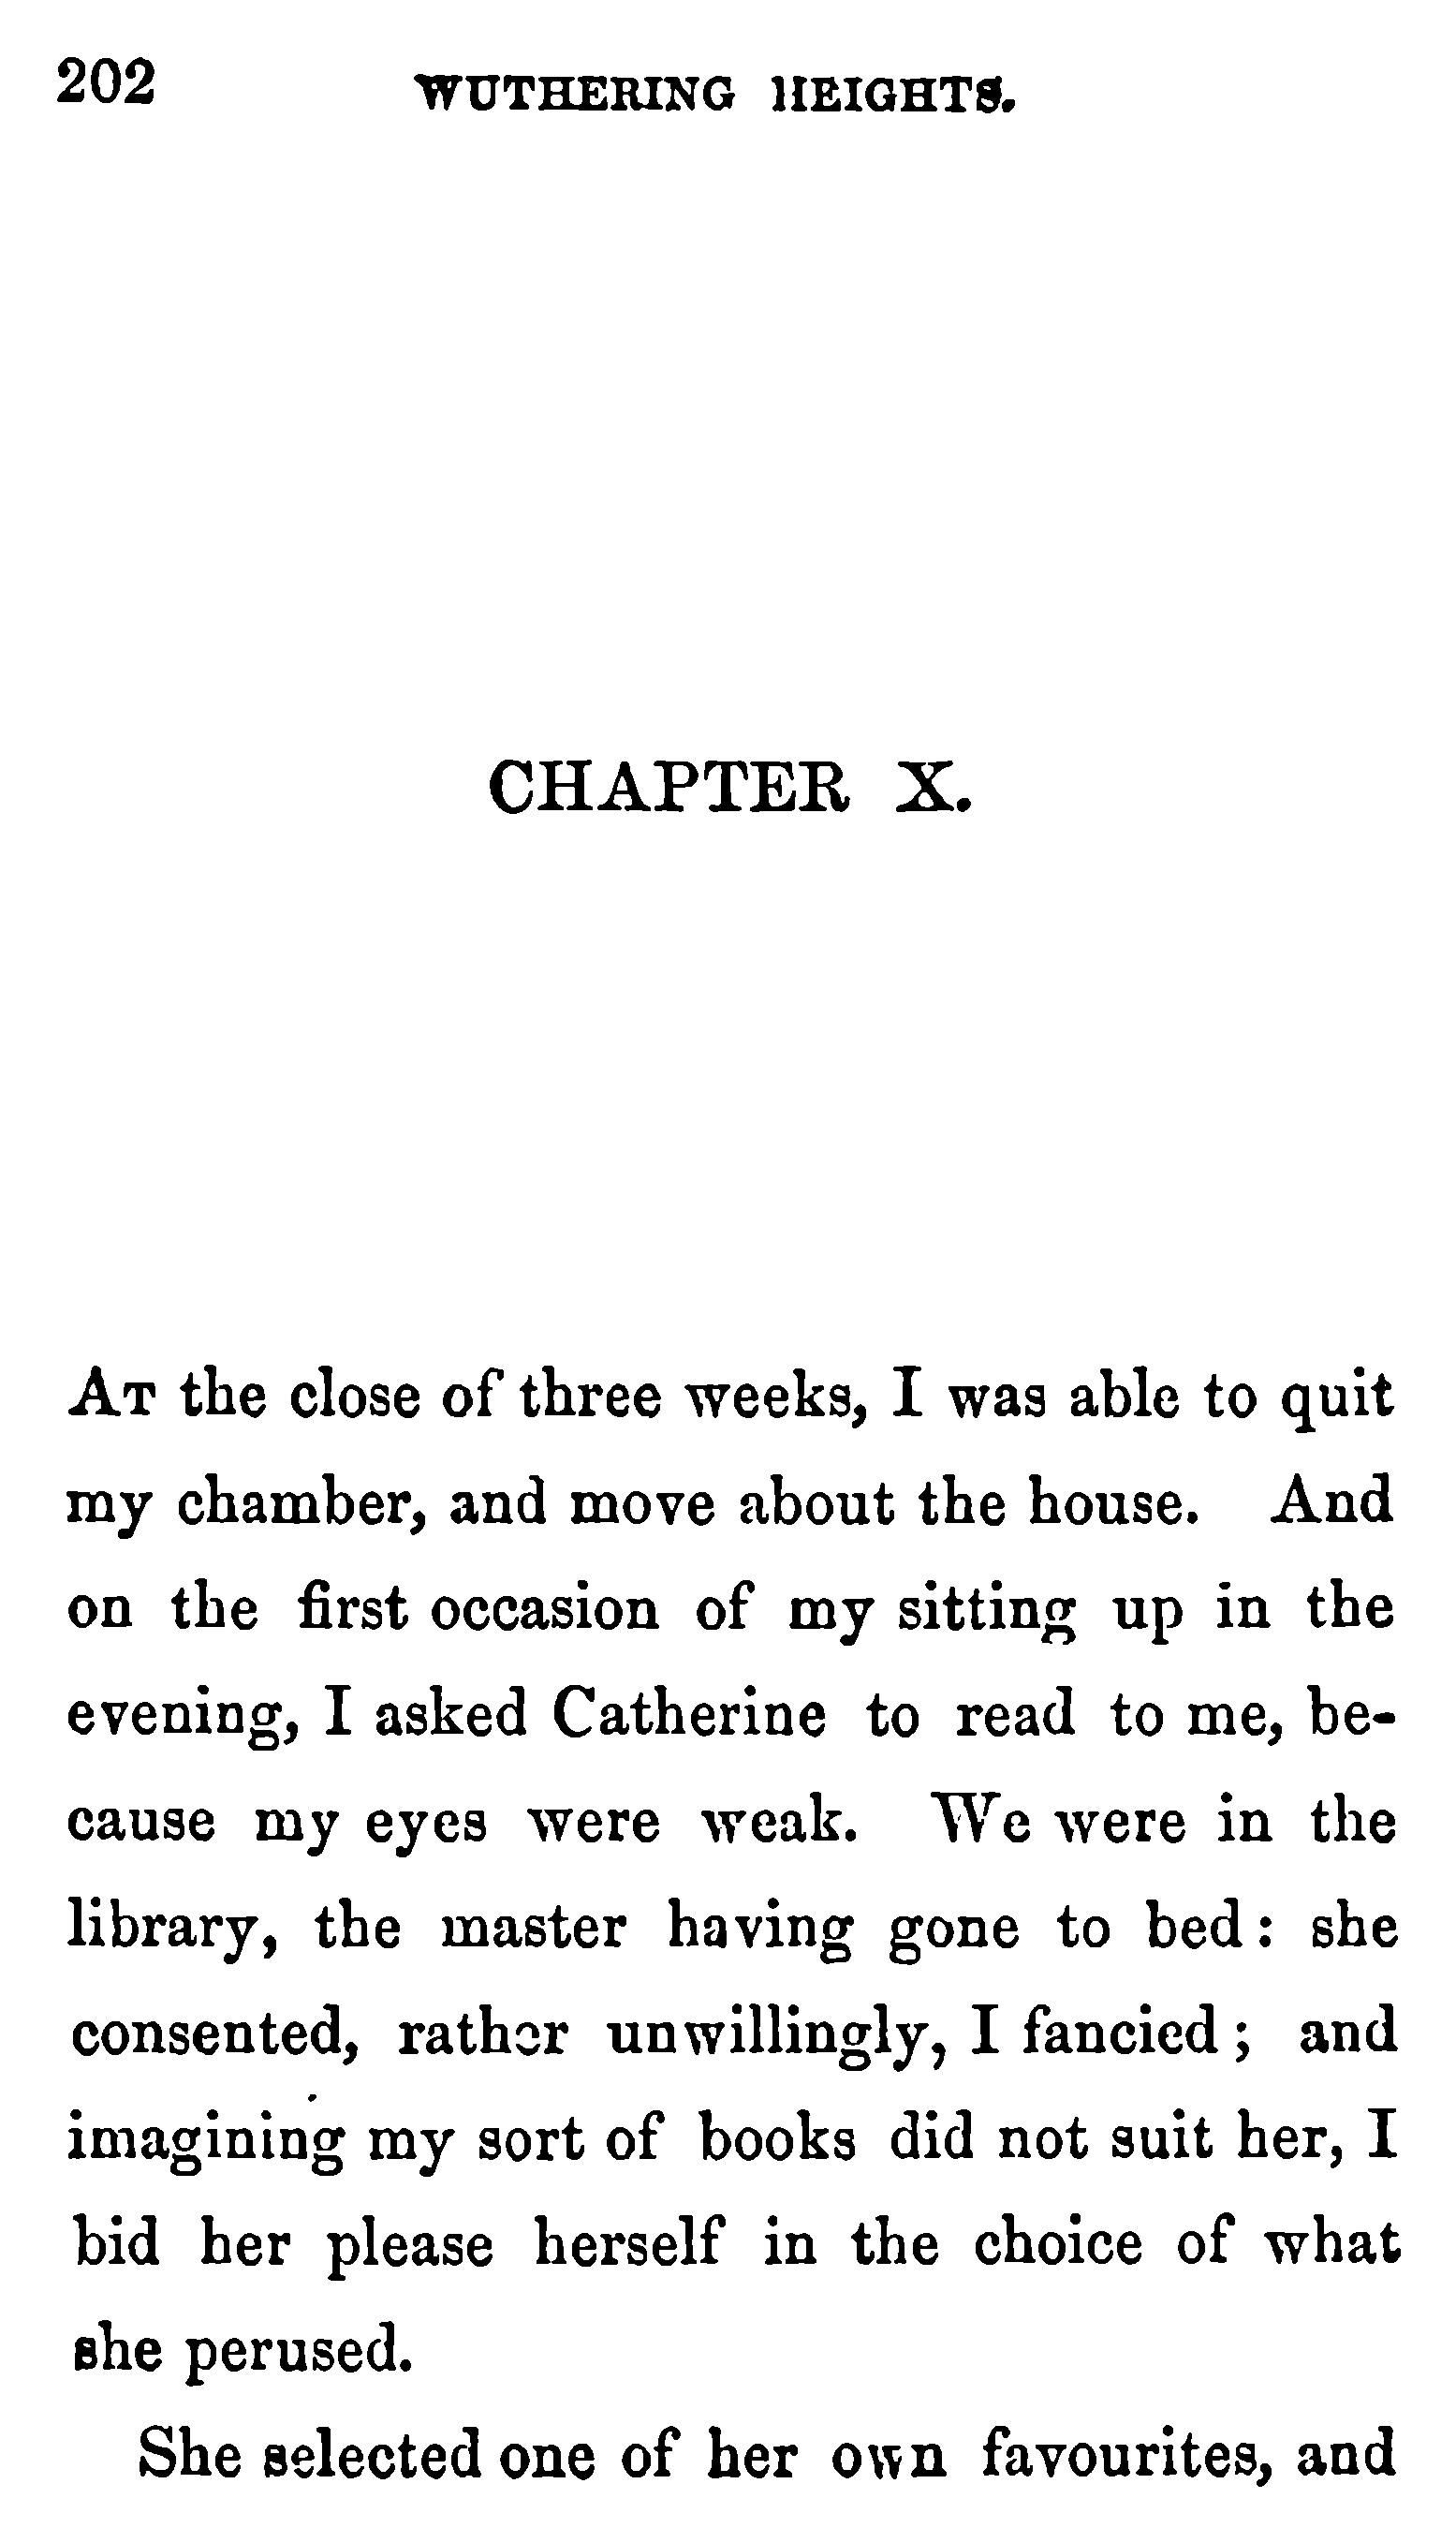 202 WUTHERING HEIGHTS.
CHAPTER X.
AT the close of three weeks, I was able to quit
my chamber, and move about the house. And
on the first occasion of my sitting up in the
evening, I asked Catherine to read to me, be-
cause my eyes were weak. We were in the
library, the master having gone to bed: she
consented, rather unwillingly, I fancied; and
imagining my sort of books did not suit her, I
bid her please herself in the choice of what
she perused.
She selected one of her own favourites, and